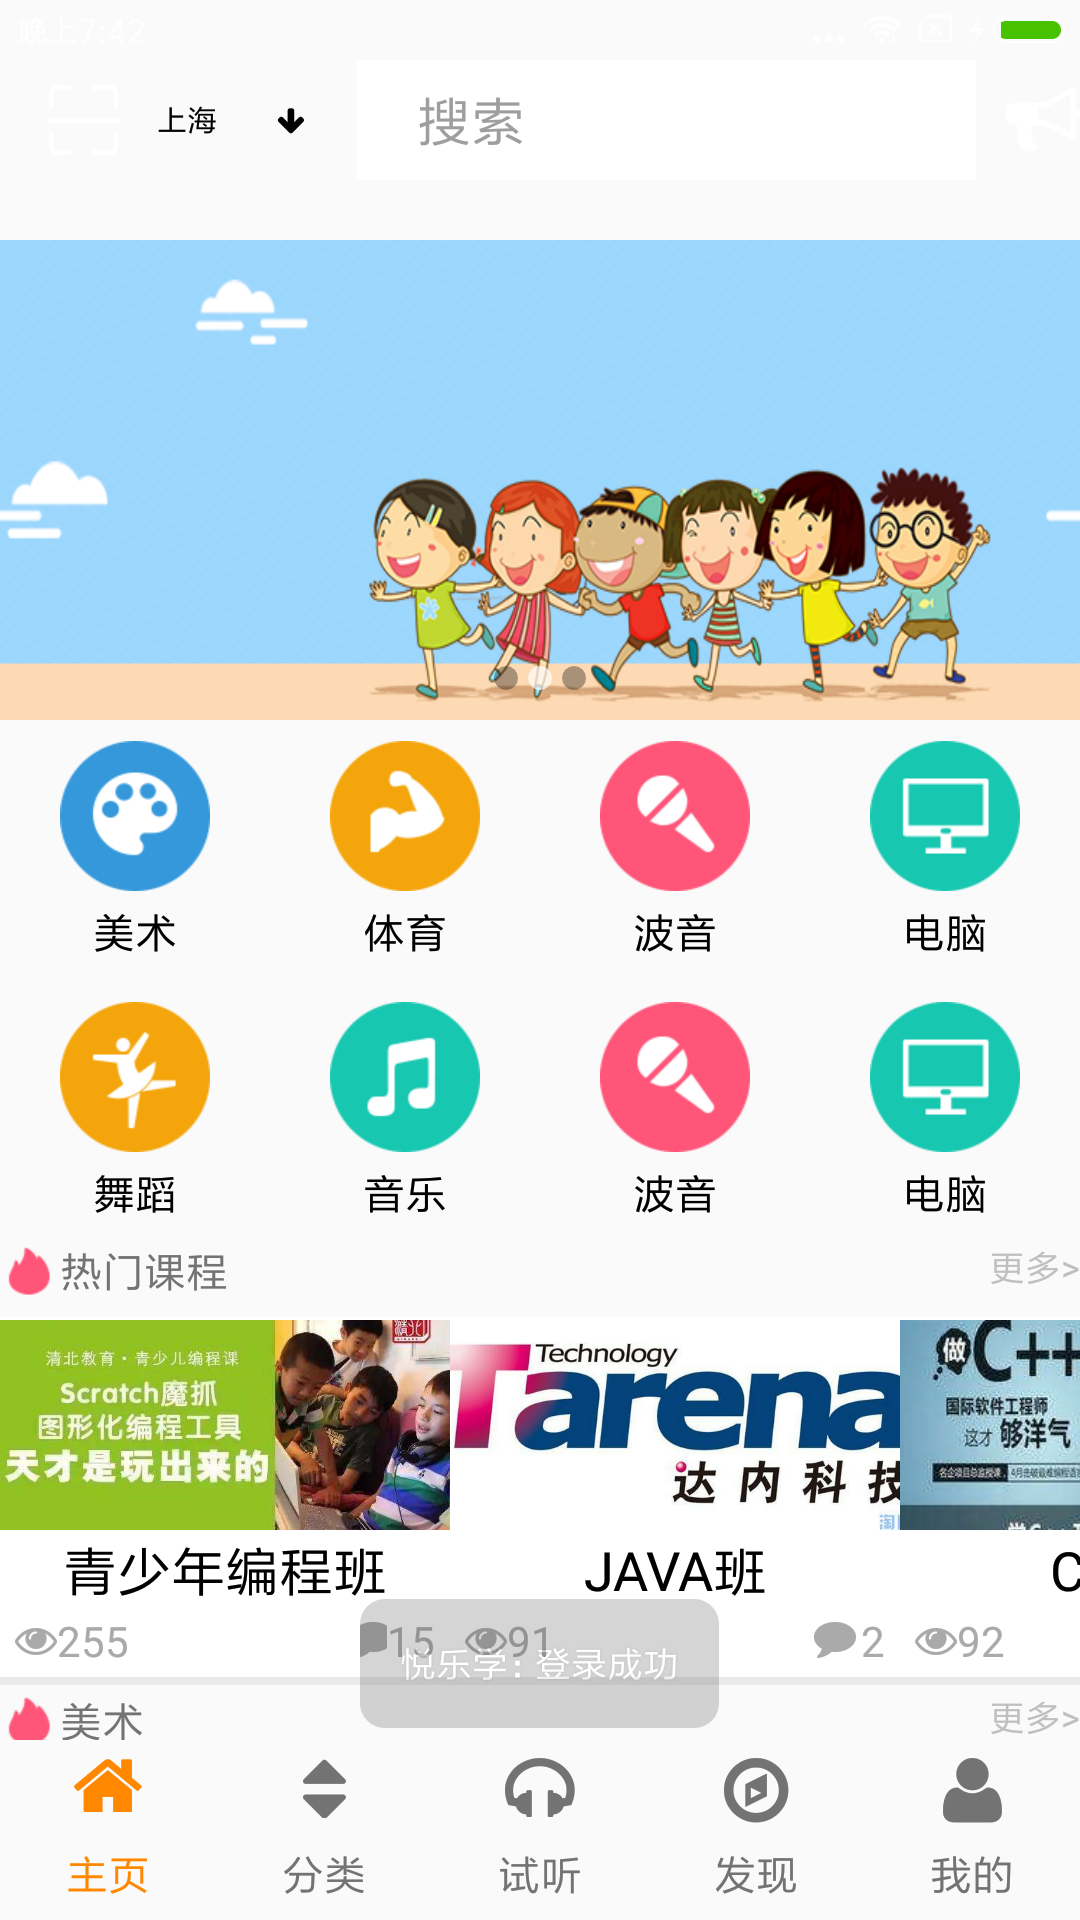 晚上7:42
上海
搜索
美术
体育
波音
电脑
舞蹈
音乐
波音
电脑
热门课程
更多>
清北教育·青少儿编程课
Scratch魔抓
图形化编程工具
天才是玩出来的
Technology
Tarena
达内科技
淘
做C++
国际软件工程师
这才 够洋气
青少年编程班
JAVA班
C
255
15
91
2
92
悦乐学: 登录成功
美术
更多>
主页
分类
试听
发现
我的